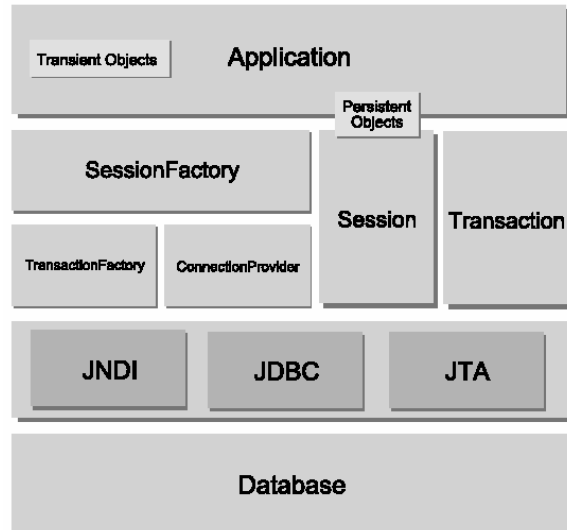 Transient Objects
Application
Persistent
Objects
SessionFactory
Session
Transaction
TransactionFactory
ConnectionProvider
JNDI
JDBC
JTA
Database